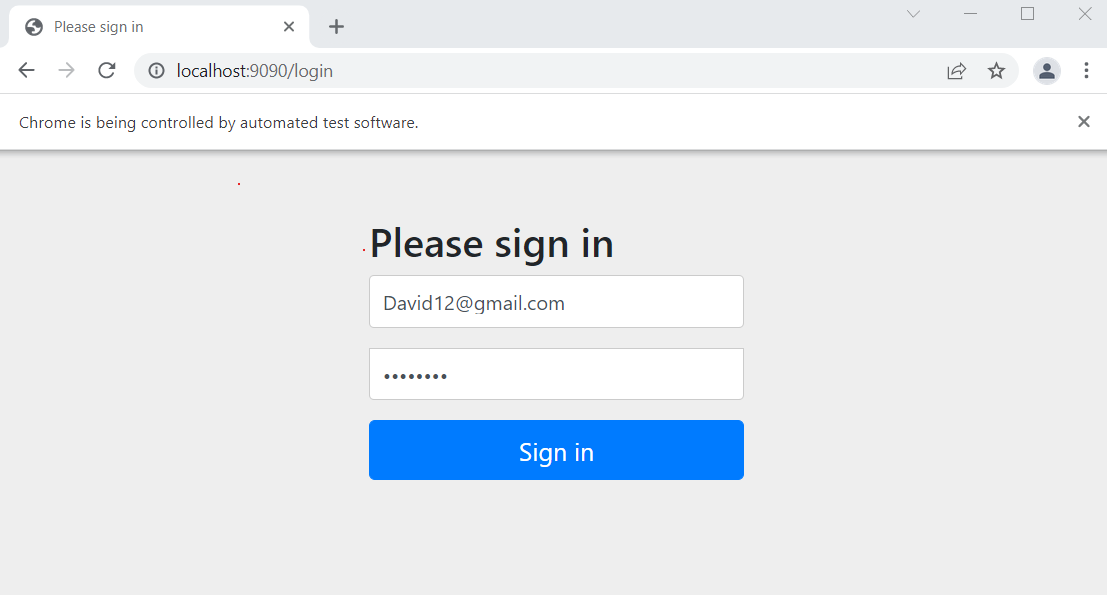 Please sign in
localhost:9090/login
Chrome is being controlled by automated test software.
Please sign in
David12@gmail.com
••••••••
Sign in